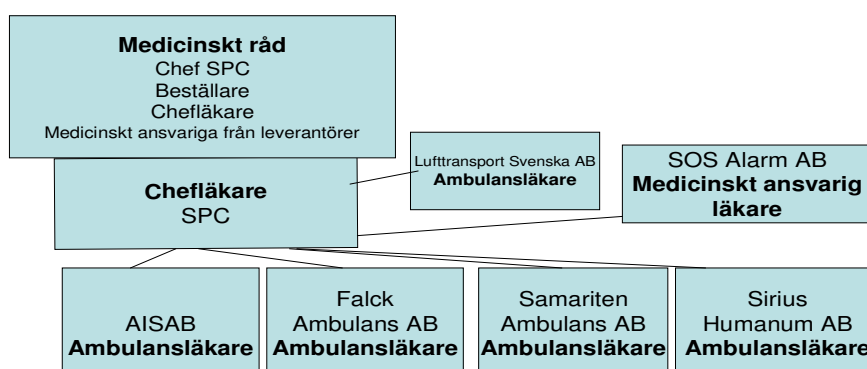 Medicinskt råd
Chef SPC
Beställare
Chefläkare
Medicinskt ansvariga från leverantörer
Lufttransport Svenska AB
Ambulansläkare
SOS Alarm AB
Medicinskt ansvarig
läkare
Chefläkare
SPC
AISAB
Ambulansläkare
Falck
Ambulans AB
Ambulansläkare
Samariten
Ambulans AB
Ambulansläkare
Sirius
Humanum AB
Ambulansläkare